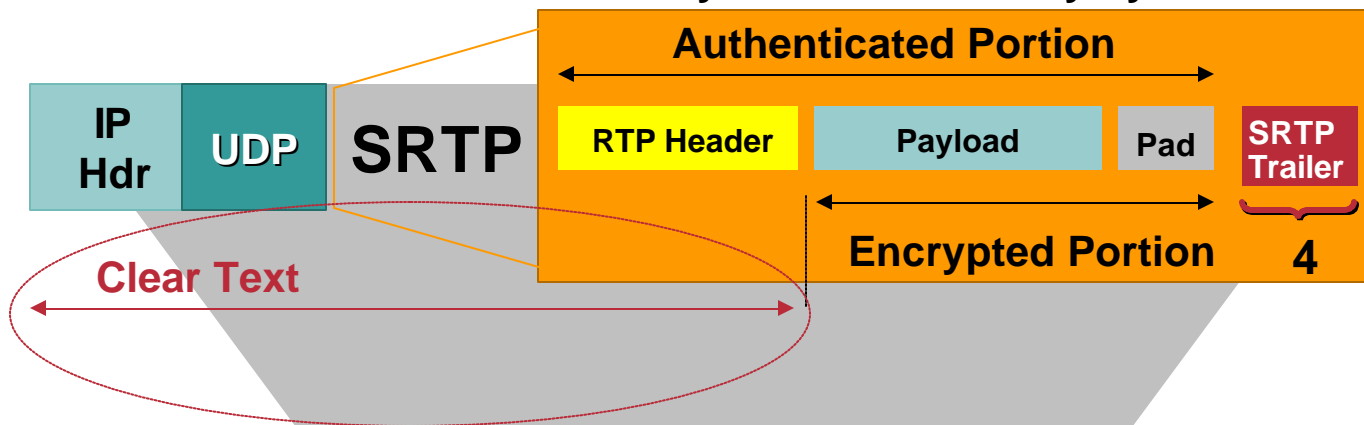 Authenticated Portion
IP
Hdr
UDP
SRTP
RTP Header
Payload
Pad
SRTP
Trailer
Encrypted Portion
4
Clear Text